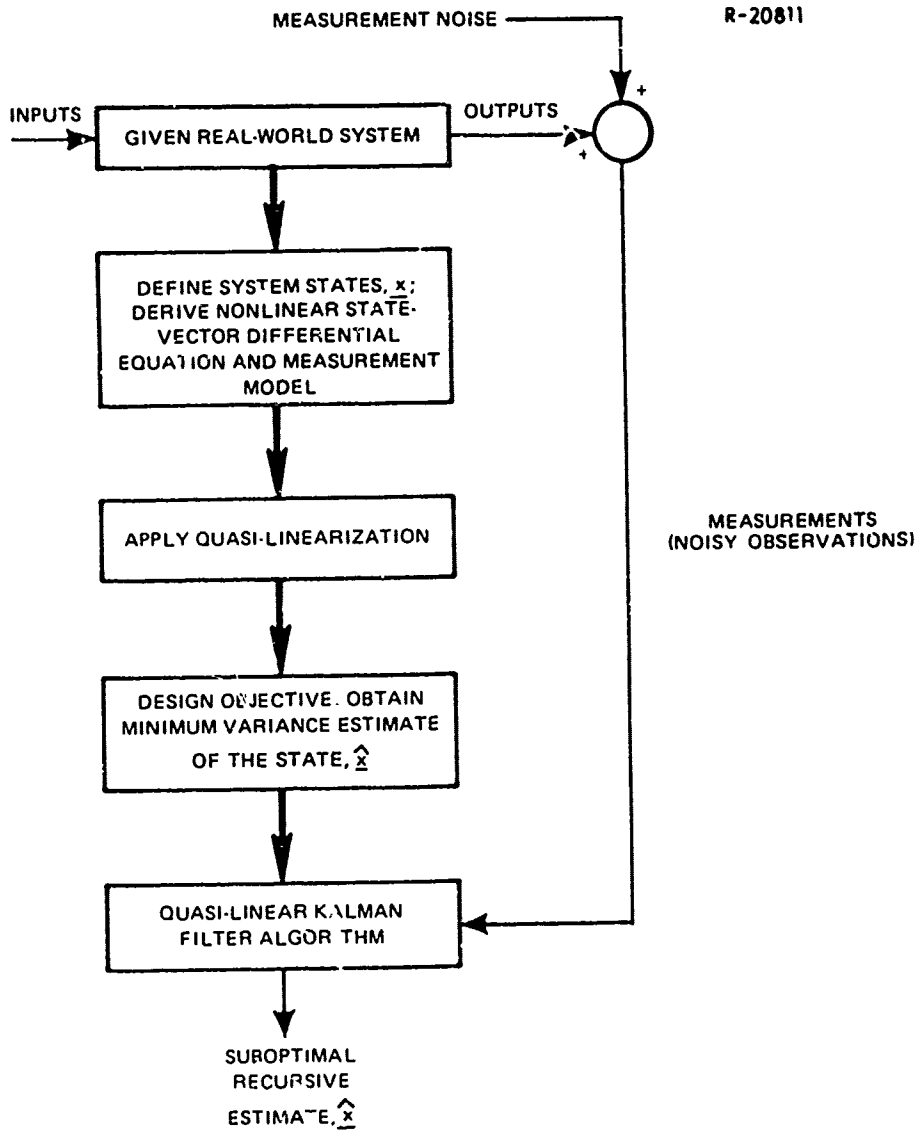 MEASUREMENT NOISE
R-20811
+
INPUTS
GIVEN REAL-WORLD SYSTEM
OUTPUTS
+
DEFINE SYSTEM STATES, x;
DERIVE NONLINEAR STATE-
VECTOR DIFFERENTIAL
EQUATION AND MEASUREMENT
MODEL
APPLY QUASI-LINEARIZATION
MEASUREMENTS
(NOISY OBSERVATIONS)
DESIGN OBJECTIVE. OBTAIN
MINIMUM VARIANCE ESTIMATE
OF THE STATE, x̂
QUASI-LINEAR KALMAN
FILTER ALGOR THM
SUBOPTIMAL
RECURSIVE
ESTIMATE, x̂